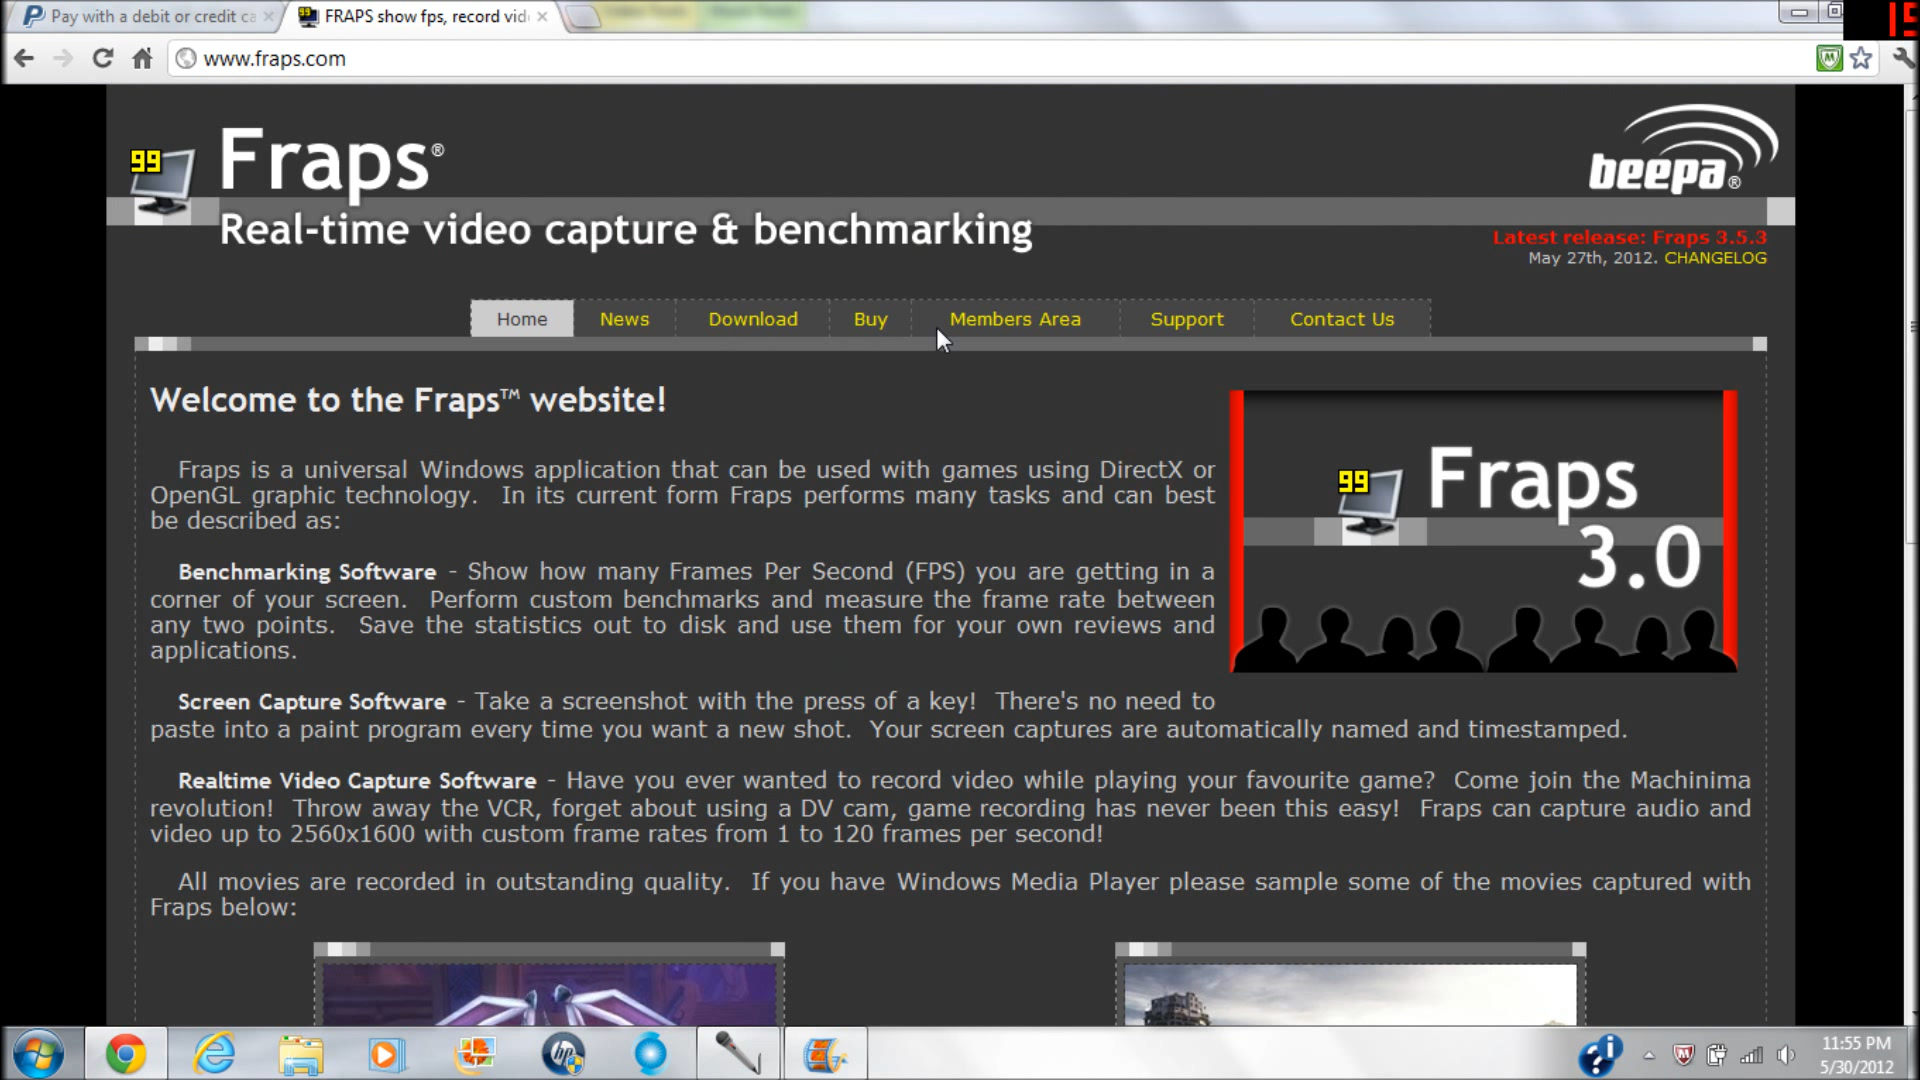 Pay with a debit or credit ca
FRAPS show fps, record vid
www.fraps.com
99
Fraps®
Real-time video capture & benchmarking
beepa®
Latest release: Fraps 3.5.3
May 27th, 2012. CHANGELOG
Home News Download Buy Members Area Support Contact Us
Welcome to the Fraps™ website!
Fraps is a universal Windows application that can be used with games using DirectX or
OpenGL graphic technology. In its current form Fraps performs many tasks and can best
be described as:
Benchmarking Software - Show how many Frames Per Second (FPS) you are getting in a
corner of your screen. Perform custom benchmarks and measure the frame rate between
any two points. Save the statistics out to disk and use them for your own reviews and
applications.
Screen Capture Software - Take a screenshot with the press of a key! There's no need to
paste into a paint program every time you want a new shot. Your screen captures are automatically named and timestamped.
99
Fraps
3.0
Realtime Video Capture Software - Have you ever wanted to record video while playing your favourite game? Come join the Machinima
revolution! Throw away the VCR, forget about using a DV cam, game recording has never been this easy! Fraps can capture audio and
video up to 2560x1600 with custom frame rates from 1 to 120 frames per second!
All movies are recorded in outstanding quality. If you have Windows Media Player please sample some of the movies captured with
Fraps below:
hp
11:55 PM
5/30/2012